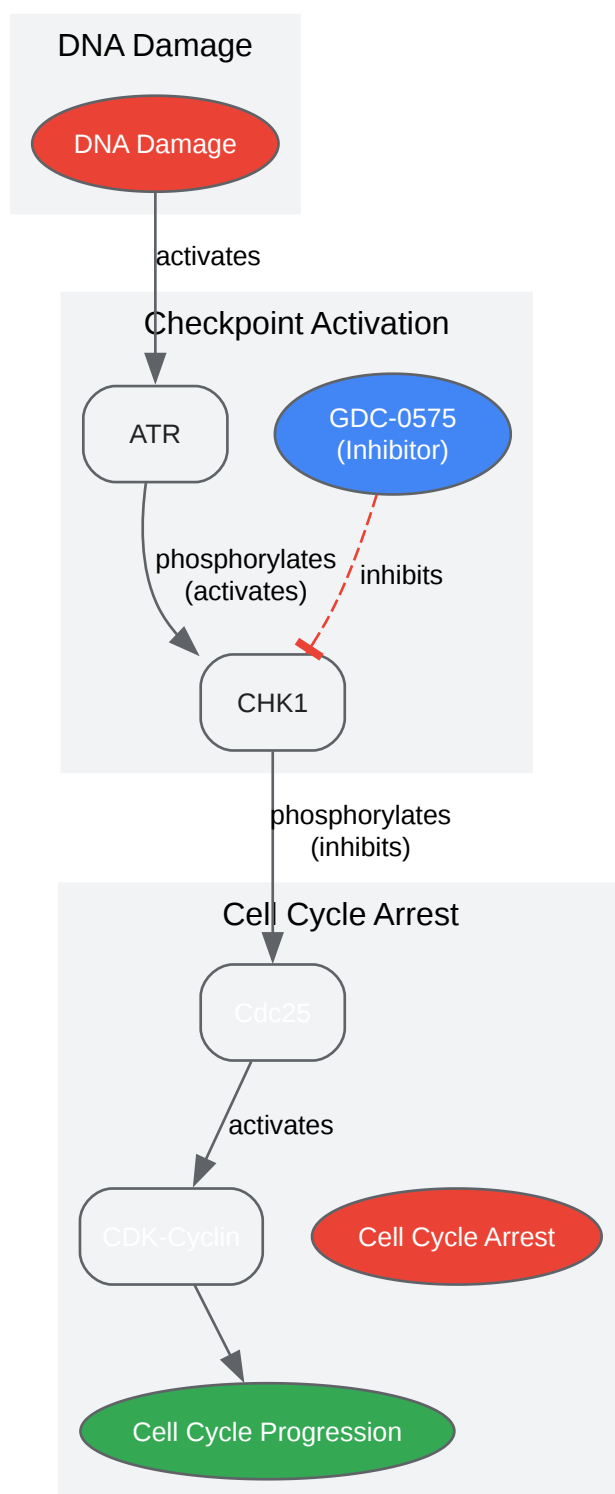 DNA Damage
DNA Damage
activates
Checkpoint Activation
ATR
GDC-0575
(Inhibitor)
phosphorylates
(activates)
inhibits
CHK1
phosphorylates
(inhibits)
Cell Cycle Arrest
Cdc25
activates
CDK-Cyclin
Cell Cycle Arrest
Cell Cycle Progression